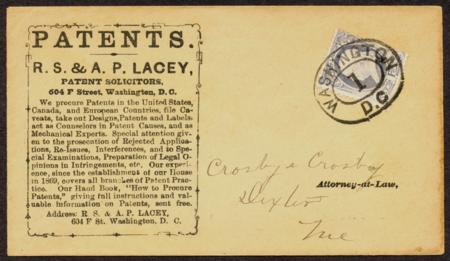 PATENTS.
R. S. & A. P. LACEY,
PATENT SOLICITORS,
604 F Street, Washington, D. C.
We procure Patents in the United States,
Canada, and European Countries, file Ca-
veats, take out Designs, Patents and Labels,
act as Counselors in Patent Causes, and as
Mechanical Experts. Special attention giv-
en to the prosecution of Rejected Applica-
tions, Re-Issues, Interferences, and to Spe-
cial Examinations, Preparation of Legal O-
pinions in Infringements, etc. Our experi-
ence, since the establishment of our House
in 1869, covers all branches of Patent Prac-
tice. Our Hand Book, "How to Procure
Patents," giving full instructions and val-
uable Information on Patents, sent free.
Address: R. S. & A. P. LACEY,
604 F St. Washington, D. C.
WASHINGTON
1
D.C.
Crosby & Crosby
Attorney-at-Law,
Dexter
Me